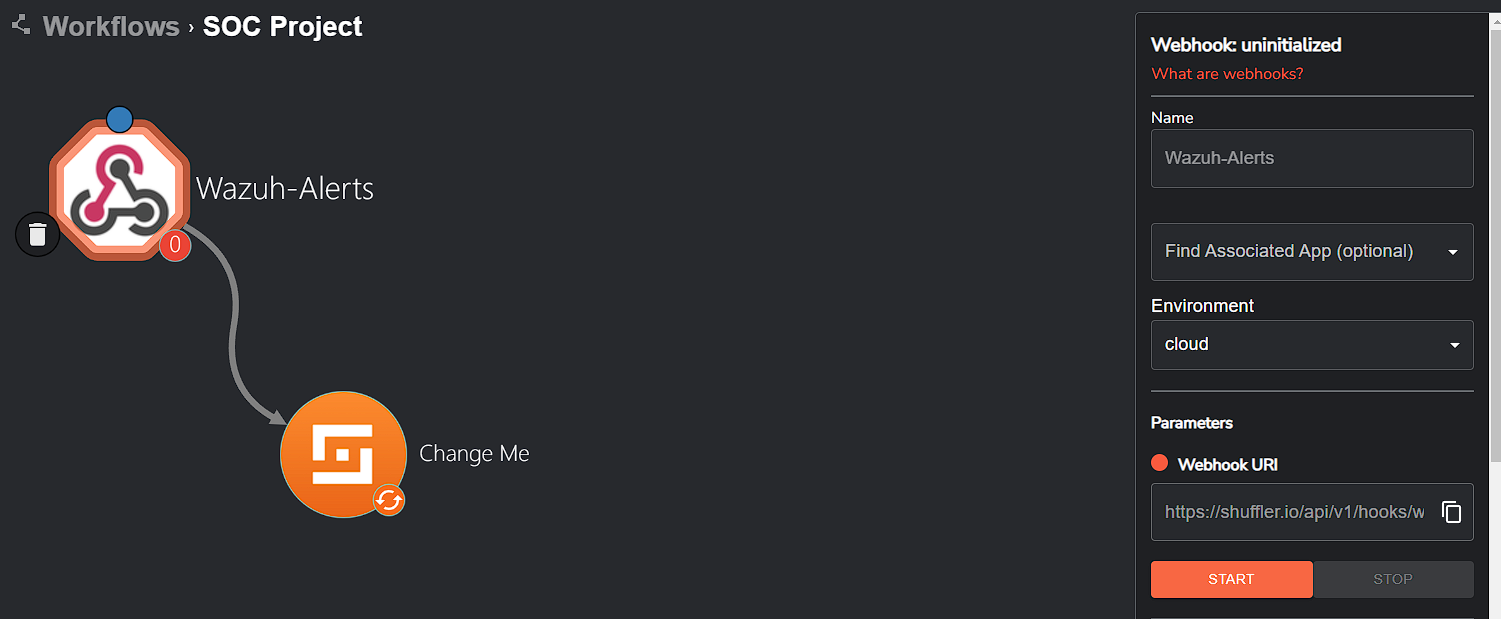 Workflows › SOC Project
Wazuh-Alerts
0
Change Me
Webhook: uninitialized
What are webhooks?
Name
Wazuh-Alerts
Find Associated App (optional)
Environment
cloud
Parameters
Webhook URI
https://shuffler.io/api/v1/hooks/w
START STOP